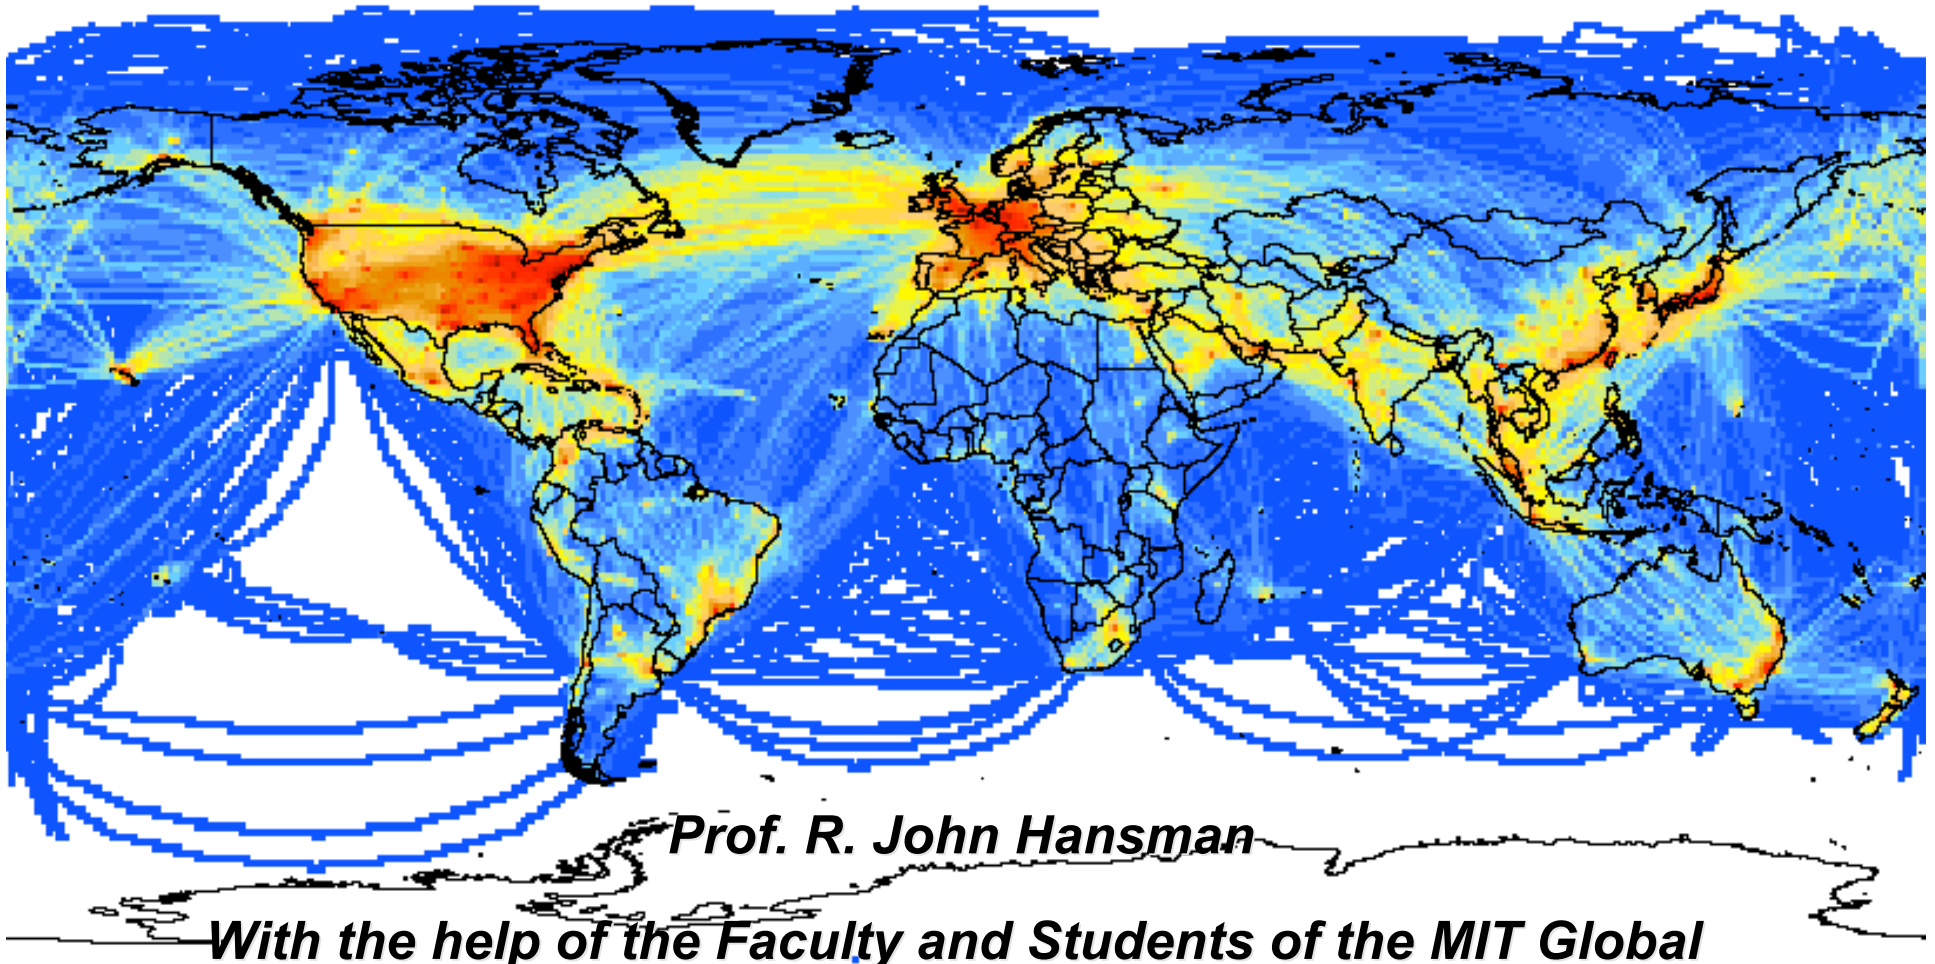 Prof. R. John Hansman
With the help of the Faculty and Students of the MIT Global